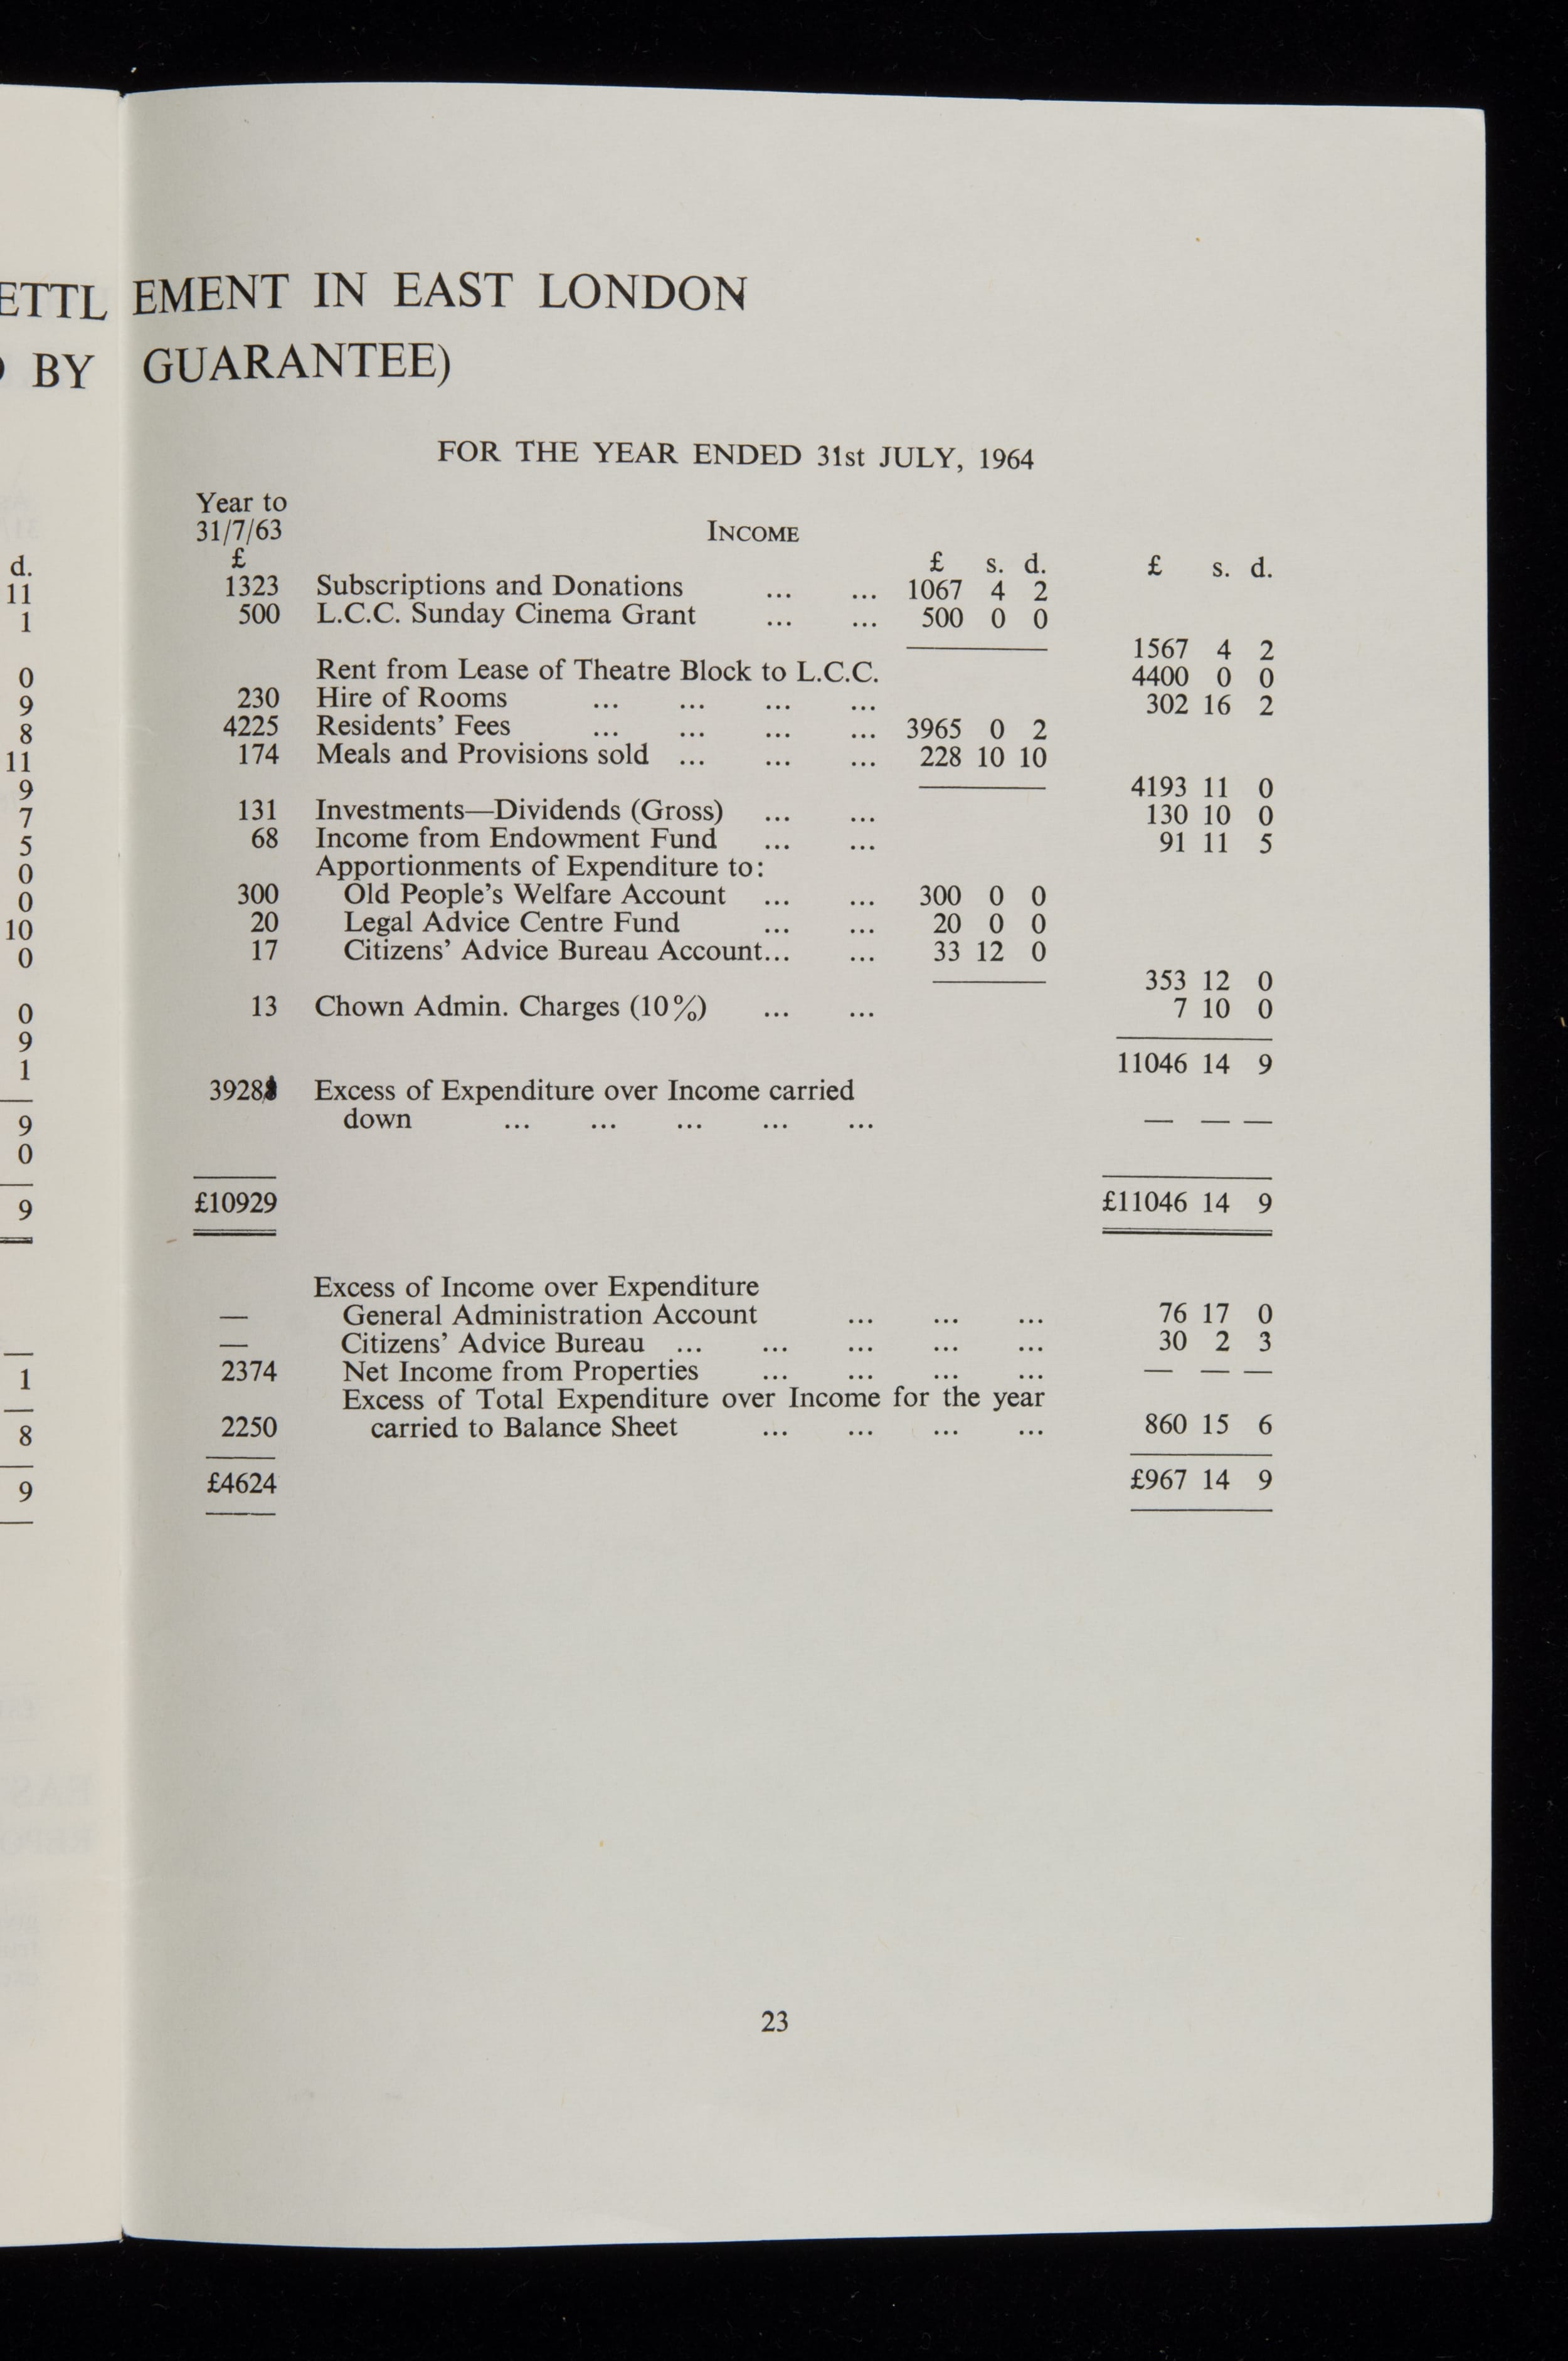 ETTL EMENT IN EAST LONDON
BY GUARANTEE)
FOR THE YEAR ENDED 31st JULY, 1964
Year to
31/7/63 INCOME
£ £ s. d. £ s. d.
d.
1323 Subscriptions and Donations ... ... 1067 4 2
11
500 L.C.C. Sunday Cinema Grant ... ... 500 0 0
1
1567 4 2
Rent from Lease of Theatre Block to L.C.C. 4400 0 0
0
230 Hire of Rooms ... ... ... ... 302 16 2
9
4225 Residents' Fees ... ... ... ... 3965 0 2
8
174 Meals and Provisions sold ... ... ... 228 10 10
11
4193 11 0
9
131 Investments—Dividends (Gross) ... ... 130 10 0
7
68 Income from Endowment Fund ... ... 91 11 5
5
Apportionments of Expenditure to:
0
300 Old People's Welfare Account ... ... 300 0 0
0
20 Legal Advice Centre Fund ... ... 20 0 0
10
17 Citizens' Advice Bureau Account... ... 33 12 0
0
353 12 0
13 Chown Admin. Charges (10%) ... ... 7 10 0
0
9
11046 14 9
1
3928 Excess of Expenditure over Income carried
down ... ... ... ... ... — — —
9
0
£10929 £11046 14 9
9
Excess of Income over Expenditure
— General Administration Account ... ... ... 76 17 0
— Citizens' Advice Bureau ... ... ... ... ... 30 2 3
—
2374 Net Income from Properties ... ... ... ... — — —
1
Excess of Total Expenditure over Income for the year
2250 carried to Balance Sheet ... ... ... ... 860 15 6
8
£4624 £967 14 9
9
23